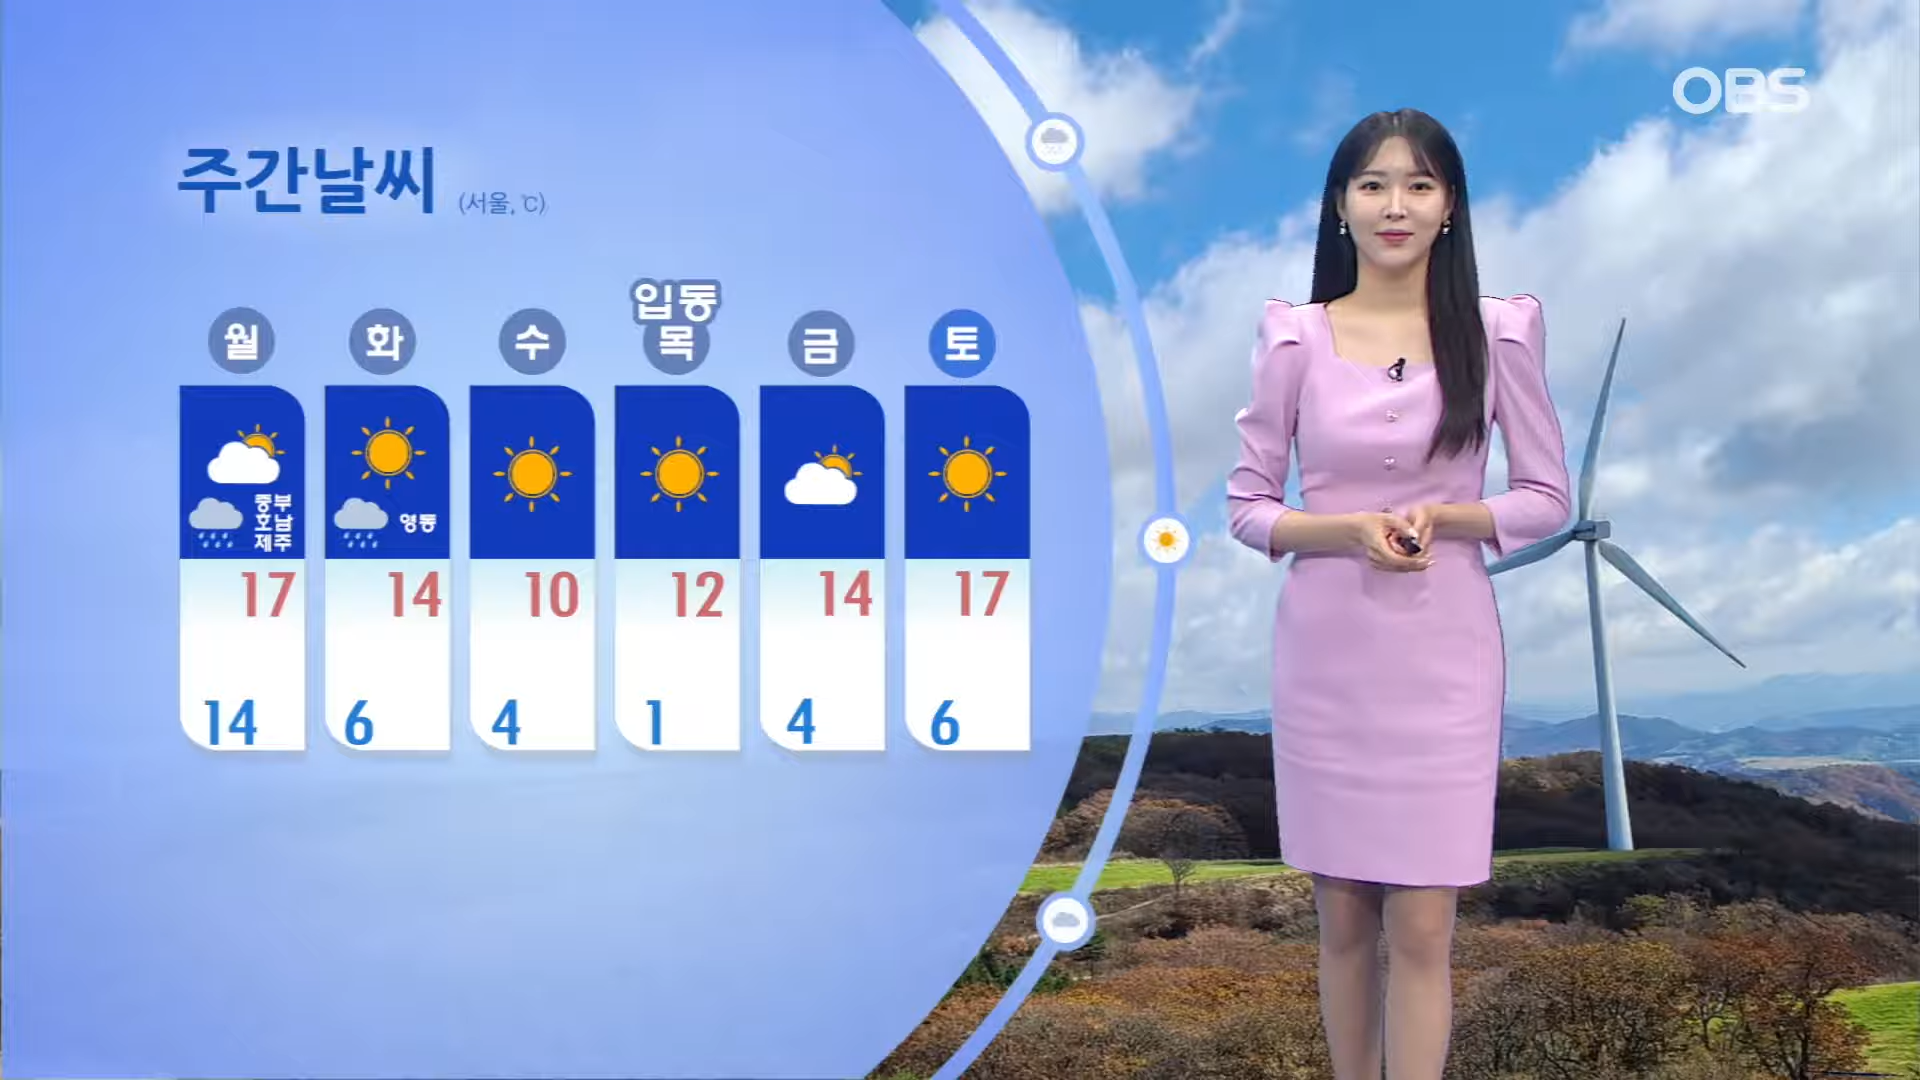 OBS
주간날씨 (서울, ℃)
입동
월 화 수 목 금 토
중부
호남
제주
영동
17 14 10 12 14 17
14 6 4 1 4 6